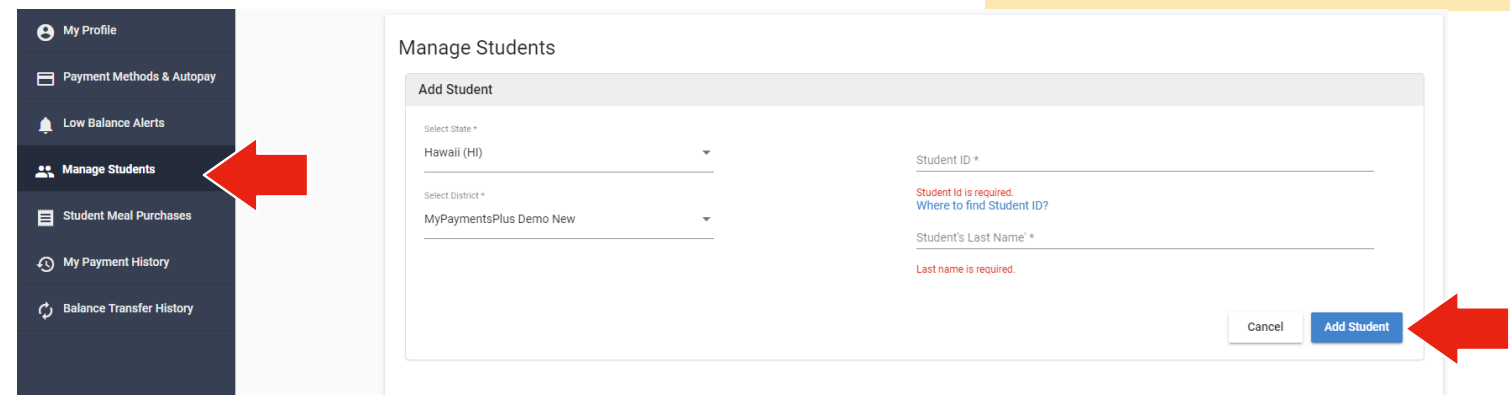 My Profile
Payment Methods & Autopay
Low Balance Alerts
Manage Students
Student Meal Purchases
My Payment History
Balance Transfer History
Manage Students
Add Student
Select State *
Hawaii (HI)
Select District *
MyPaymentsPlus Demo New
Student ID *
Student Id is required.
Where to find Student ID?
Student's Last Name' *
Last name is required.
Cancel
Add Student